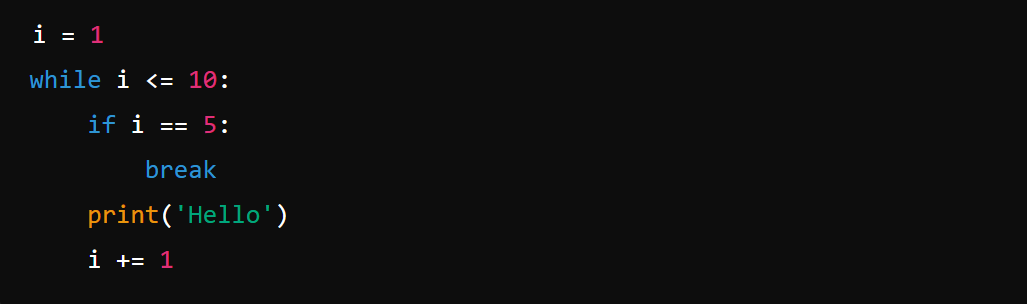 i = 1
while i <= 10:
    if i == 5:
        break
    print('Hello')
    i += 1